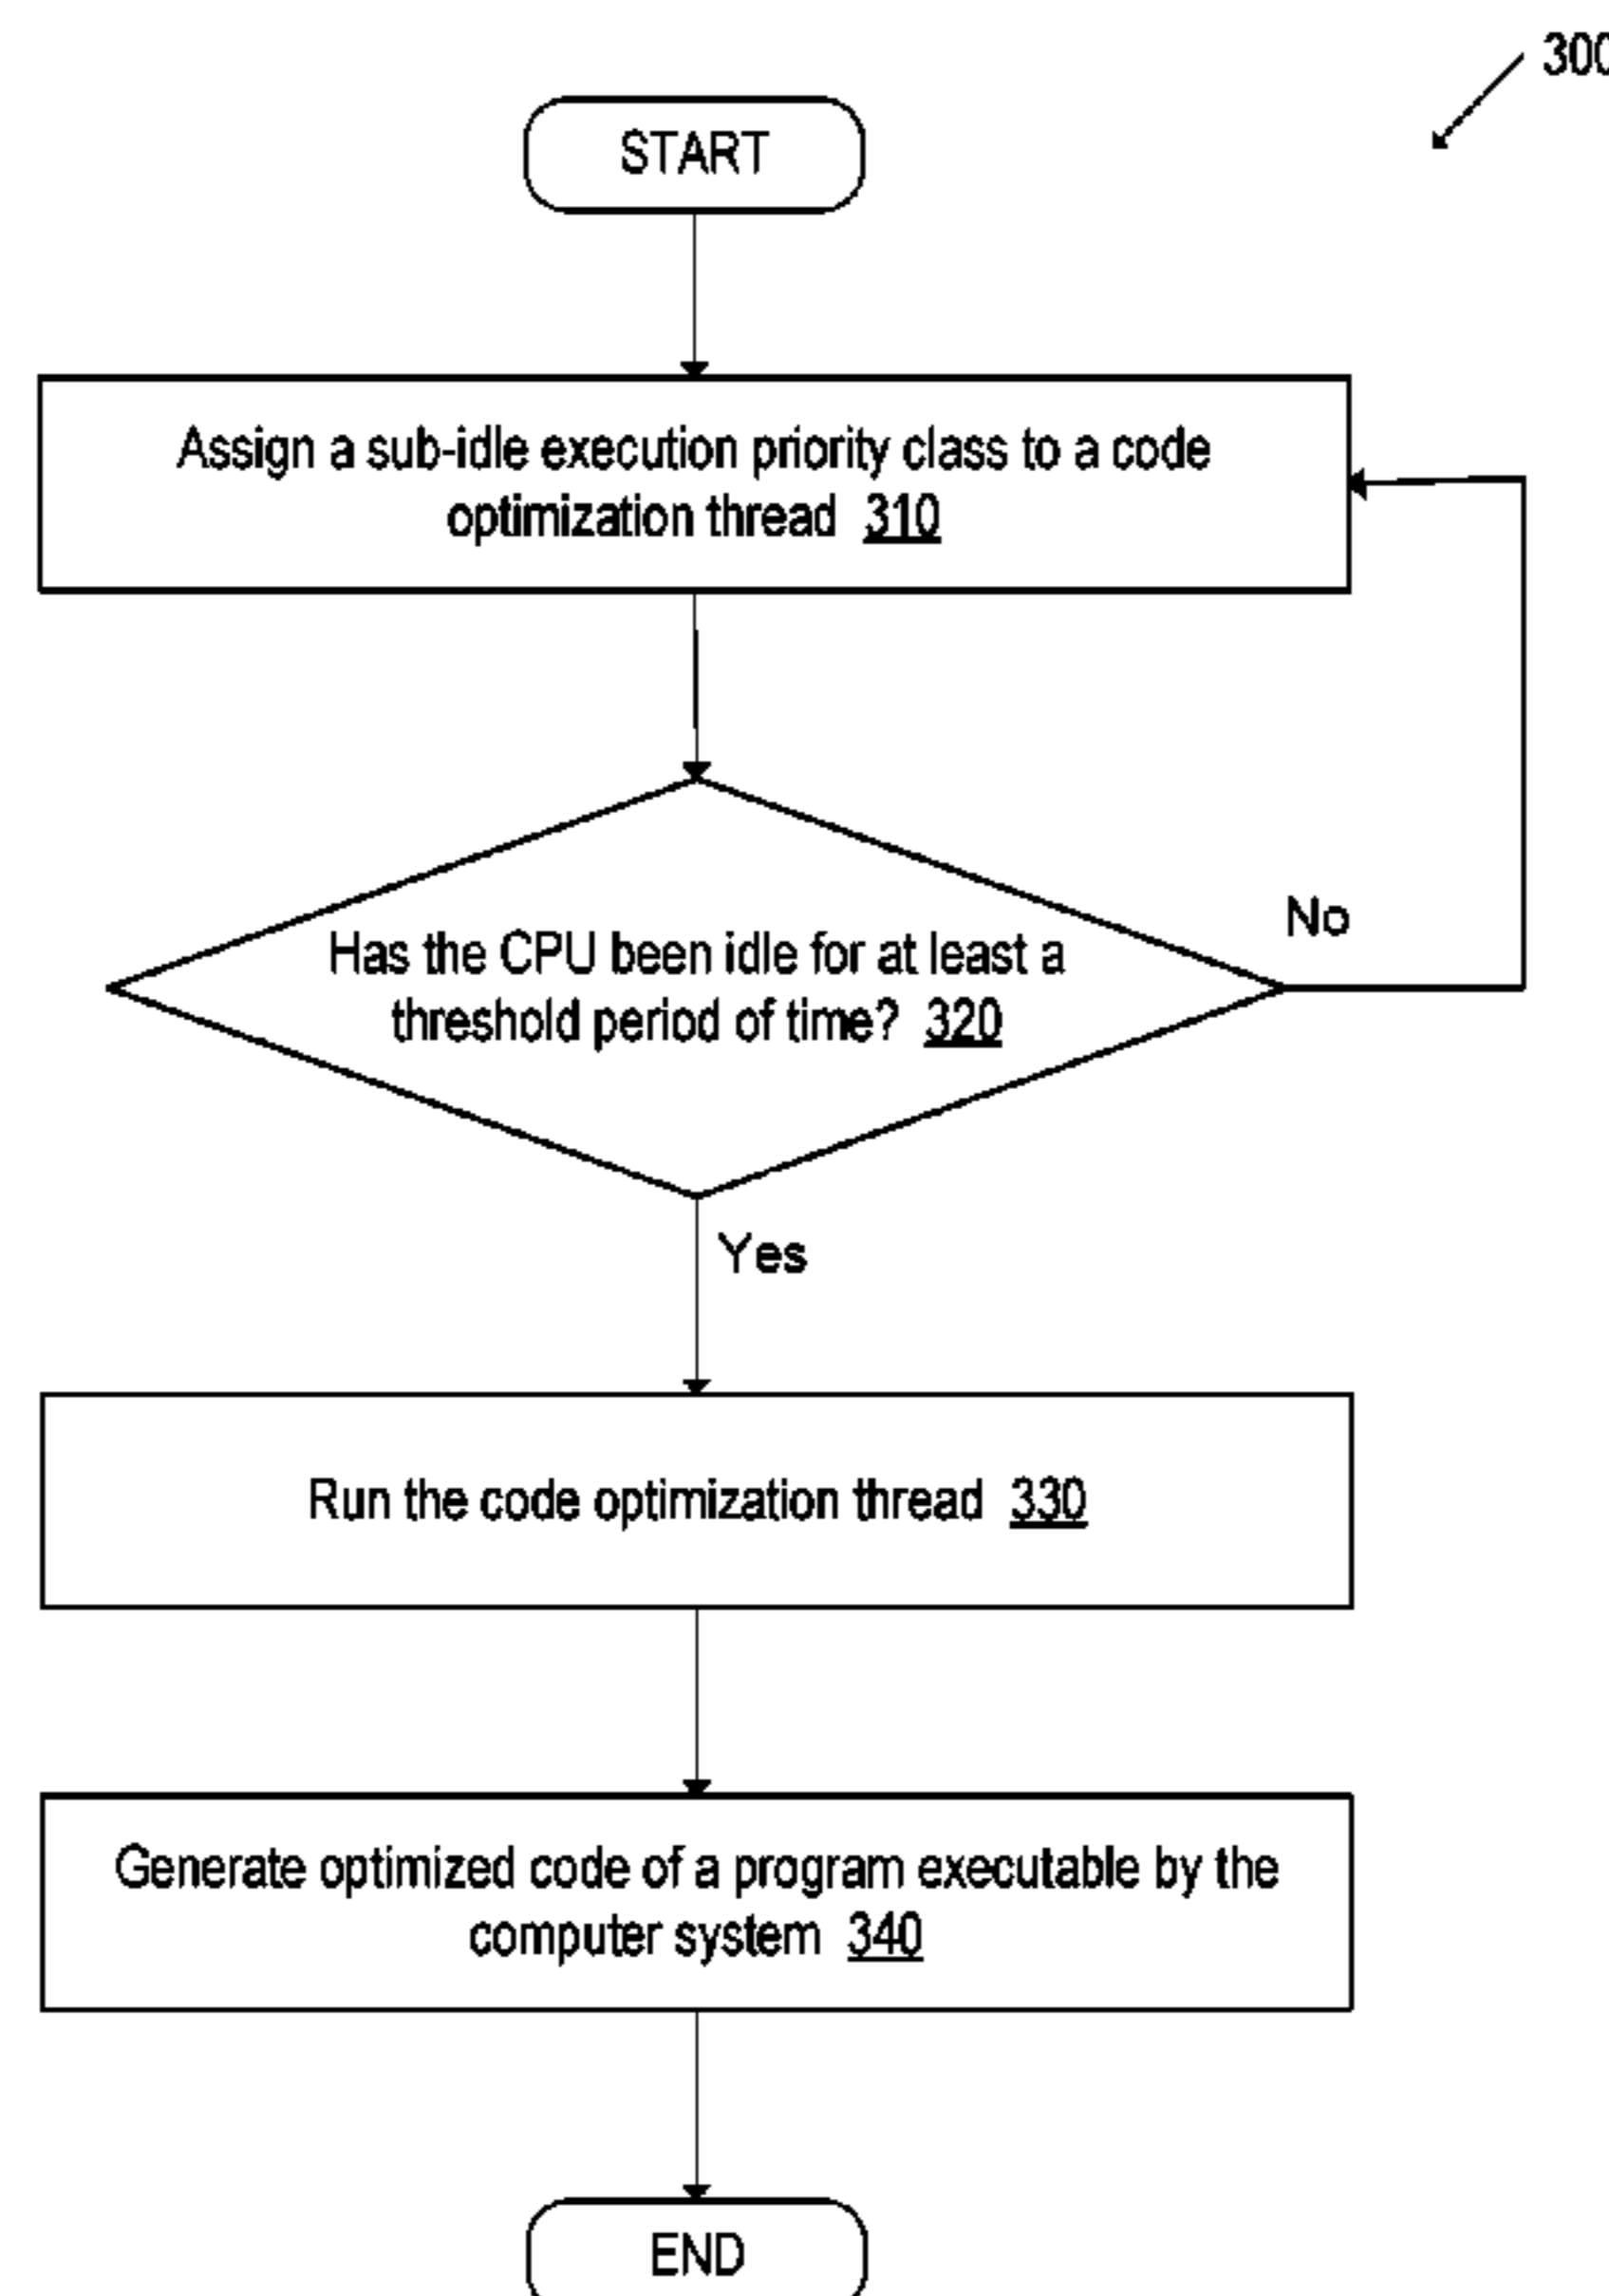 300
START
Assign a sub-idle execution priority class to a code
optimization thread 310
Has the CPU been idle for at least a
threshold period of time? 320
No
Yes
Run the code optimization thread 330
Generate optimized code of a program executable by the
computer system 340
END